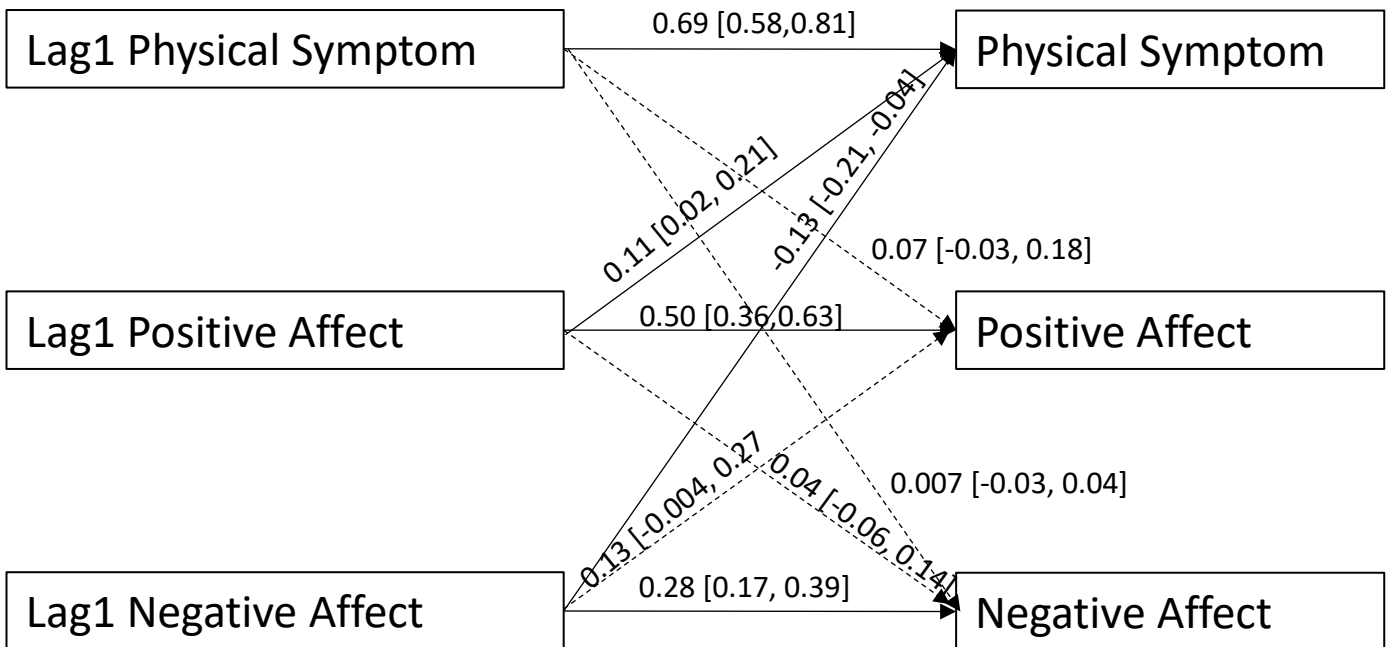 0.69 [0.58,0.81]
Lag1 Physical Symptom
Physical Symptom
0.11 [0.02, 0.21]
-0.13 [-0.21, -0.04]
0.07 [-0.03, 0.18]
Lag1 Positive Affect
0.50 [0.36,0.63]
Positive Affect
0.13 [-0.004, 0.27
0.04 [-0.06, 0.14]
0.007 [-0.03, 0.04]
Lag1 Negative Affect
0.28 [0.17, 0.39]
Negative Affect